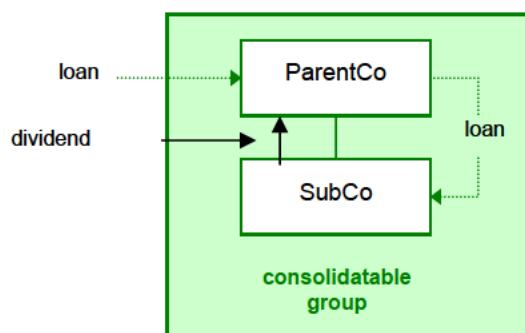 loan
ParentCo
loan
dividend
SubCo
consolidatable
group